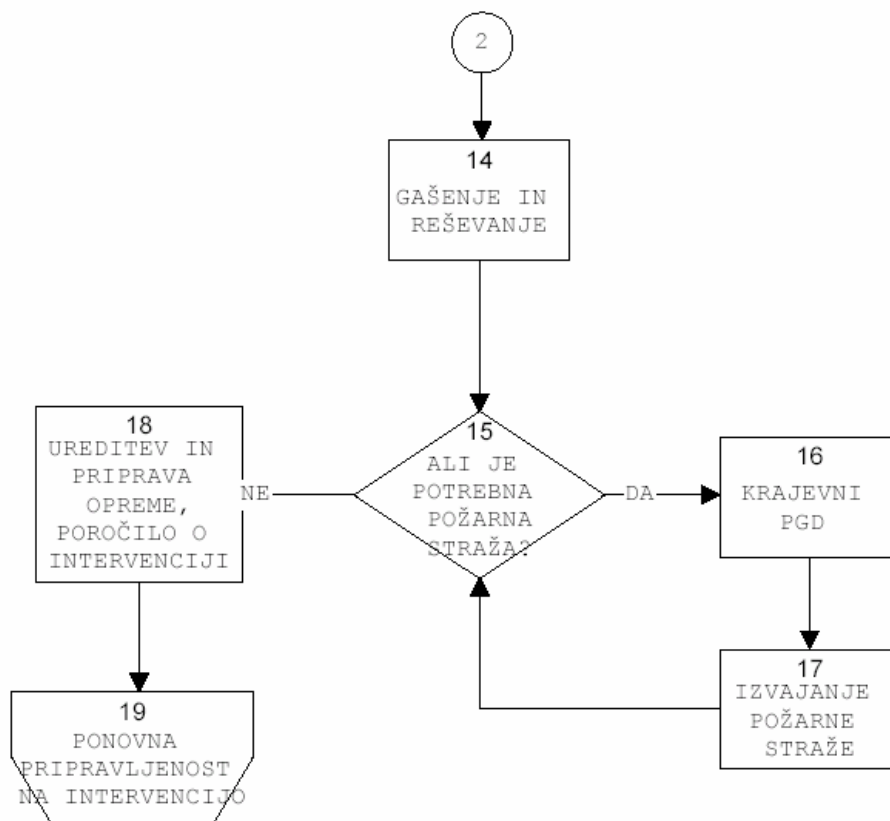 2
14
GAŠENJE IN
REŠEVANJE
15
ALI JE
POTREBNA
POŽARNA
STRAŽA?
DA
16
KRAJEVNI
PGD
17
IZVAJANJE
POŽARNE
STRAŽE
NE
18
UREDITEV IN
PRIPRAVA
OPREME,
POROČILO O
INTERVENCIJI
19
PONOVNA
PRIPRAVLJENOST
NA INTERVENCIJO